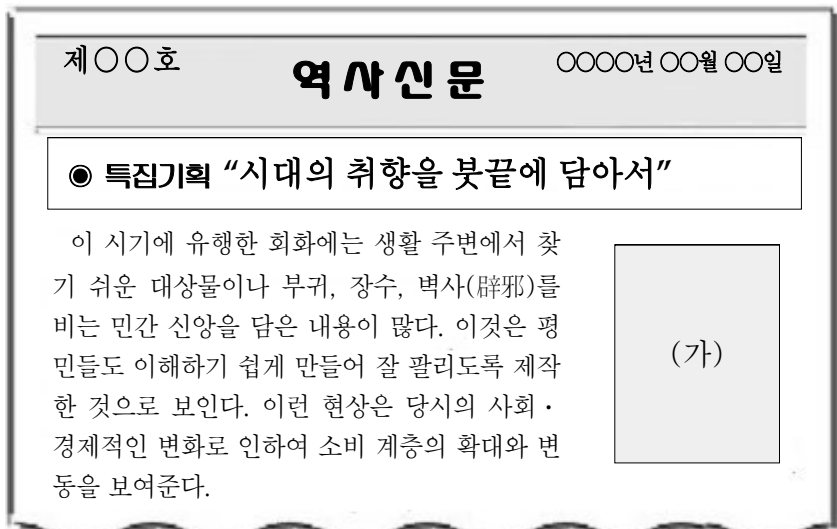 제○○호
역사신문
○○○○년 ○○월 ○○일
◉ 특집기획 “시대의 취향을 붓끝에 담아서”
이 시기에 유행한 회화에는 생활 주변에서 찾
기 쉬운 대상물이나 부귀, 장수, 벽사(辟邪)를
비는 민간 신앙을 담은 내용이 많다. 이것은 평
민들도 이해하기 쉽게 만들어 잘 팔리도록 제작
한 것으로 보인다. 이런 현상은 당시의 사회·
경제적인 변화로 인하여 소비 계층의 확대와 변
동을 보여준다.
(가)